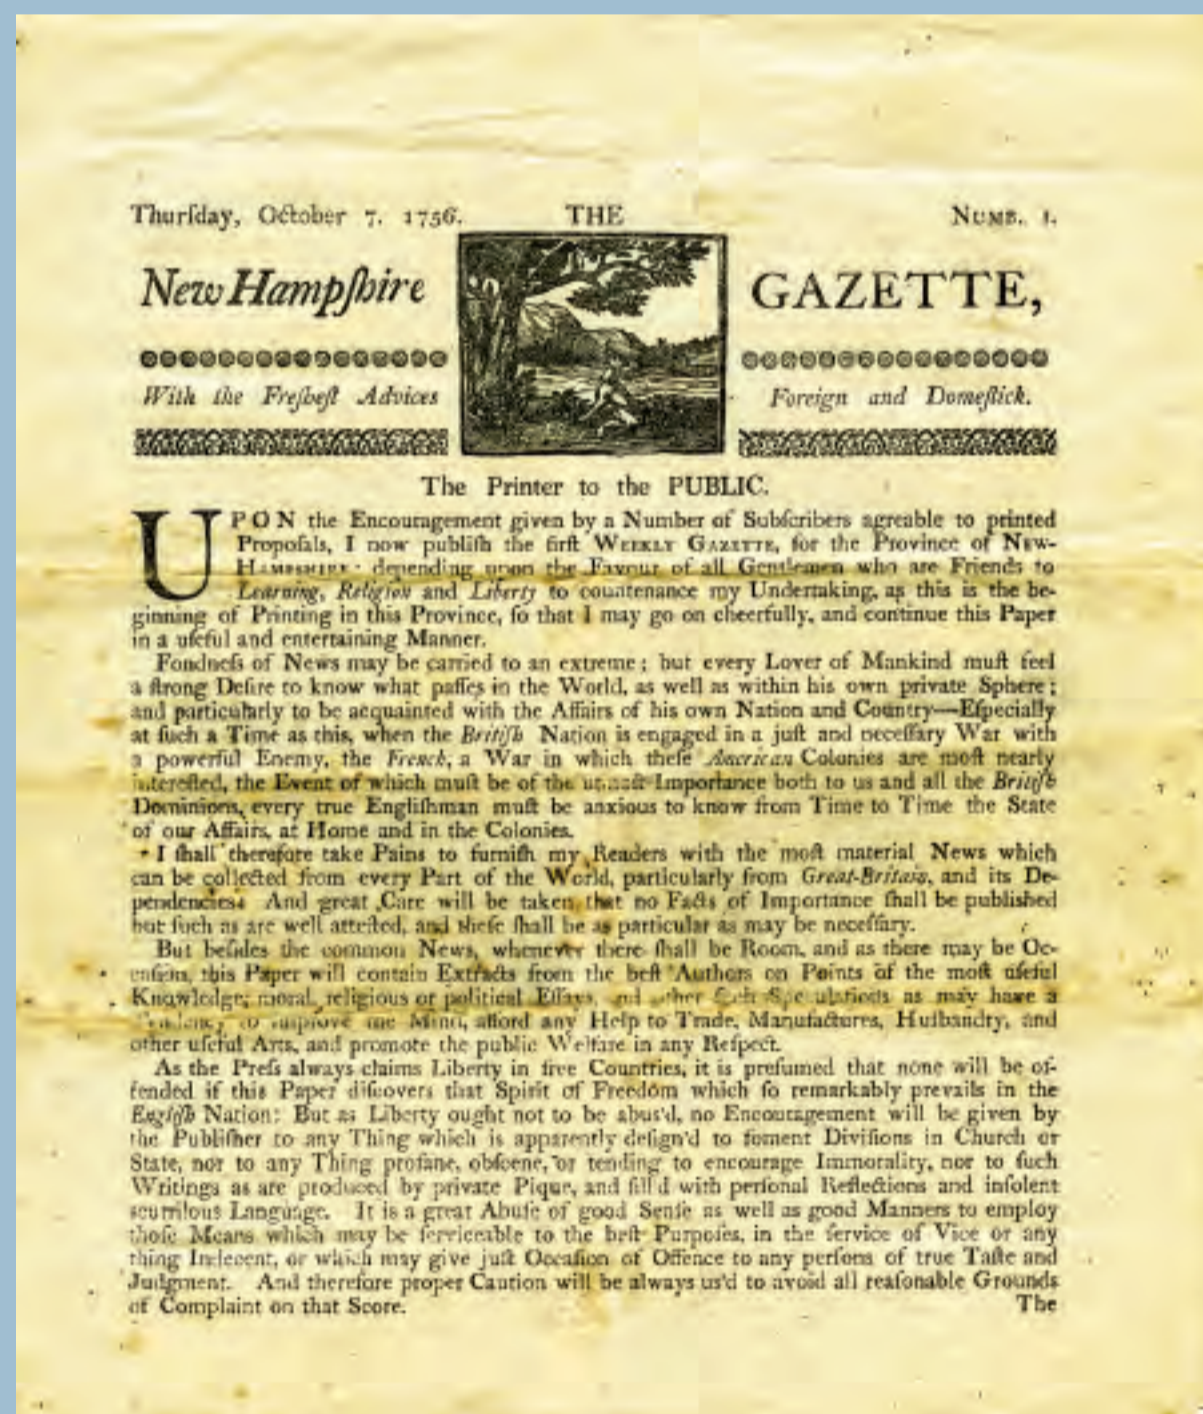 Thurſday, October 7. 1756. THE NUMB. 1.
New Hampſhire GAZETTE,
With the Freſheſt Advices Foreign and Domeſtick.
The Printer to the PUBLIC.
UPON the Encouragement given by a Number of Subſcribers agreable to printed
Propoſals, I now publiſh the firſt WEEKLY GAZETTE, for the Province of NEW-
HAMPSHIRE depending upon the Favour of all Gentlemen who are Friends to
Learning, Religion and Liberty to countenance my Undertaking, as this is the be-
ginning of Printing in this Province, ſo that I may go on cheerfully, and continue this Paper
in a uſeful and entertaining Manner.
Fondneſs of News may be carried to an extreme; but every Lover of Mankind muſt feel
a ſtrong Deſire to know what paſſes in the World, as well as within his own private Sphere;
and particularly to be acquainted with the Affairs of his own Nation and Country—Eſpecially
at ſuch a Time as this, when the Britiſh Nation is engaged in a juſt and neceſſary War with
a powerful Enemy, the French, a War in which theſe American Colonies are moſt nearly
intereſted, the Event of which muſt be of the utmoſt Importance both to us and all the Britiſh
Dominions, every true Engliſhman muſt be anxious to know from Time to Time the State
of our Affairs, at Home and in the Colonies.
I ſhall therefore take Pains to furniſh my Readers with the moſt material News which
can be collected from every Part of the World, particularly from Great-Britain, and its De-
pendencies. And great Care will be taken that no Facts of Importance ſhall be publiſhed
but ſuch as are well atteſted, and theſe ſhall be as particular as may be neceſſary.
But beſides the common News, whenever there ſhall be Room, and as there may be Oc-
caſion, this Paper will contain Extracts from the beſt Authors on Points of the moſt uſeful
Knowledge, moral, religious or political Eſſays, and other ſuch Speculations as may have a
Tendency to improve the Mind, afford any Help to Trade, Manufactures, Huſbandry, and
other uſeful Arts, and promote the public Welfare in any Reſpect.
As the Preſs always claims Liberty in free Countries, it is preſumed that none will be of-
fended if this Paper diſcovers that Spirit of Freedom which ſo remarkably prevails in the
Engliſh Nation: But as Liberty ought not to be abus'd, no Encouragement will be given by
the Publiſher to any Thing which is apparently deſign'd to foment Diviſions in Church or
State, nor to any Thing profane, obſcene, or tending to encourage Immorality, nor to ſuch
Writings as are produced by private Pique, and fill'd with perſonal Reflections and inſolent
ſcurrilous Language. It is a great Abuſe of good Senſe as well as good Manners to employ
thoſe Means which may be ſerviceable to the beſt Purpoſes, in the ſervice of Vice or any
thing Indecent, or which may give juſt Occaſion of Offence to any perſons of true Taſte and
Judgment. And therefore proper Caution will be always us'd to avoid all reaſonable Grounds
of Complaint on that Score. The